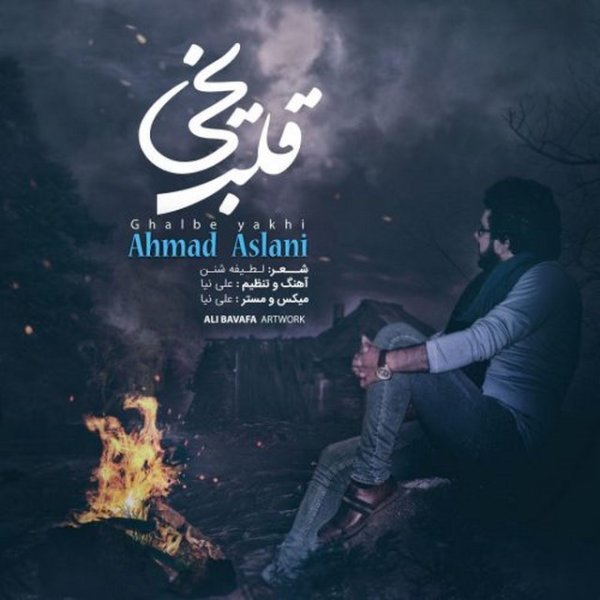 قلب یخی
Ghalbe yakhi
Ahmad Aslani
شعر: لطیفه شنن
آهنگ و تنظیم : علی نیا
میکس و مستر : علی نیا
ALI BAVAFA ARTWORK